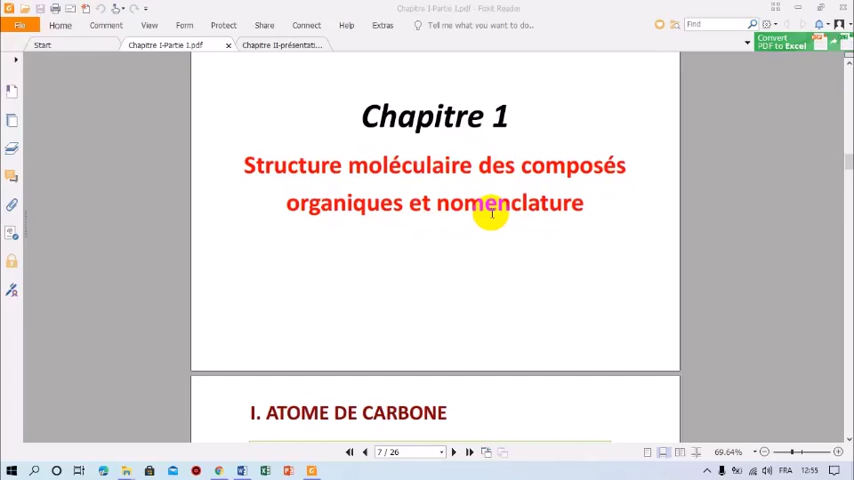 Chapitre I-Partie 1.pdf - Foxit Reader
File Home Comment View Form Protect Share Connect Help Extras Tell me what you want to do.. Find
Start Chapitre I-Partie 1.pdf Chapitre II-présentati... Convert
PDF to Excel
Chapitre 1
Structure moléculaire des composés
organiques et nomenclature
I. ATOME DE CARBONE
7 / 26 69.64%
FRA 12:55